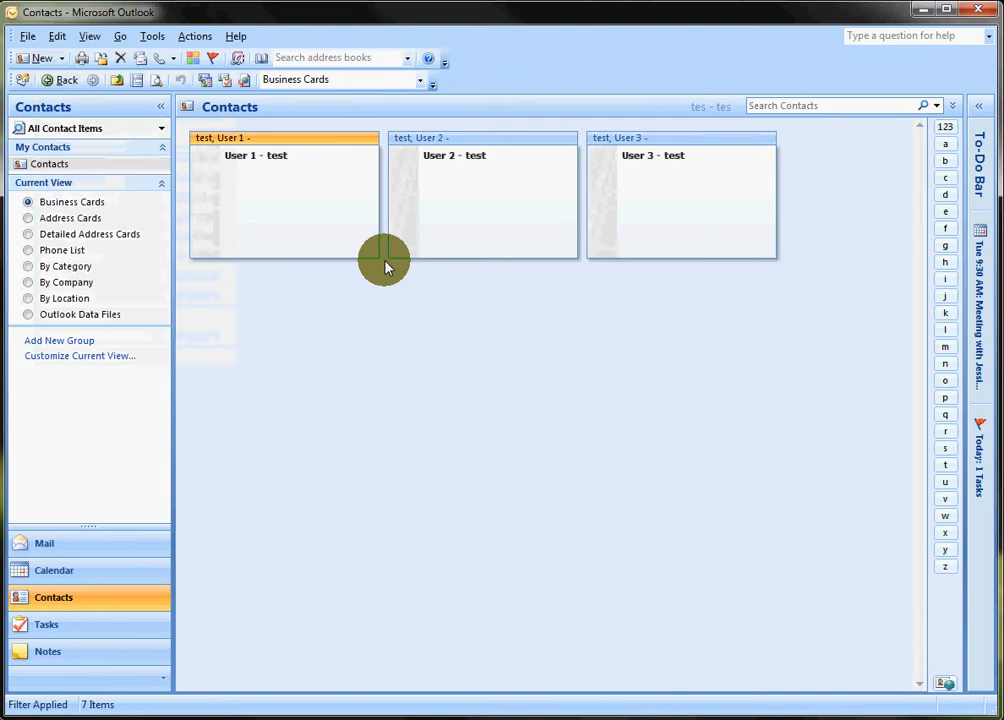 Contacts - Microsoft Outlook
File Edit View Go Tools Actions Help
Type a question for help
New
Search address books
Back
Business Cards
Contacts
All Contact Items
My Contacts
Contacts
Current View
Business Cards
Address Cards
Detailed Address Cards
Phone List
By Category
By Company
By Location
Outlook Data Files
Add New Group
Customize Current View...
Mail
Calendar
Contacts
Tasks
Notes
Contacts
tes - tes
Search Contacts
test, User 1 -
User 1 - test
test, User 2 -
User 2 - test
test, User 3 -
User 3 - test
123
a
b
c
d
e
f
g
h
i
j
k
l
m
n
o
p
q
r
s
t
u
v
w
x
y
z
To-Do Bar
Tue 9:30 AM: Meeting with Jessi...
Today: 1 Tasks
Filter Applied 7 Items